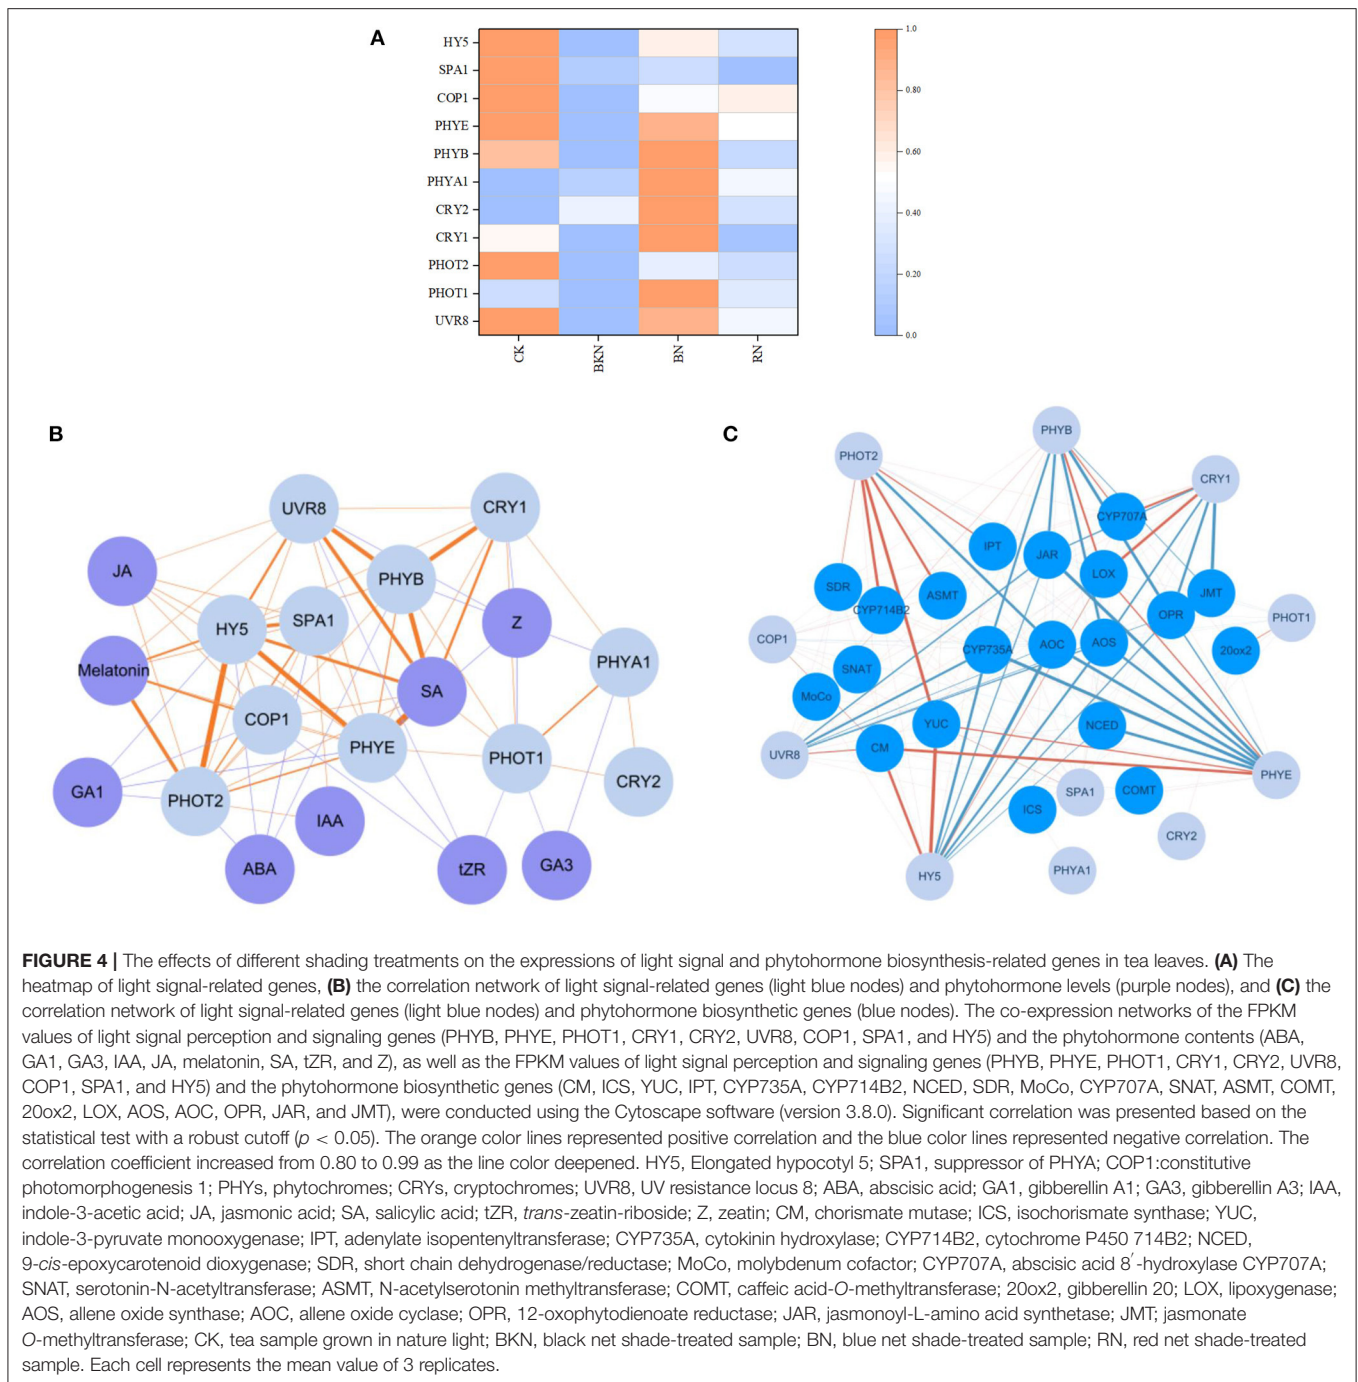 A
HY5
SPA1
COP1
PHYE
PHYB
PHYA1
CRY2
CRY1
PHOT2
PHOT1
UVR8
CK
BKN
BN
RN
1.0
0.80
0.60
0.40
0.20
0.0
B
UVR8
CRY1
JA
PHYB
SPA1
HY5
Z
PHYA1
Melatonin
SA
COP1
PHYE
PHOT1
CRY2
GA1
PHOT2
IAA
ABA
tZR
GA3
C
PHYB
PHOT2
CRY1
CYP707A
IPT
JAR
LOX
SDR
ASMT
JMT
CYP714B2
OPR
PHOT1
COP1
AOC
AOS
CYP735A
20ox2
SNAT
MoCo
YUC
NCED
UVR8
CM
PHYE
SPA1
COMT
ICS
CRY2
HY5
PHYA1
FIGURE 4 | The effects of different shading treatments on the expressions of light signal and phytohormone biosynthesis-related genes in tea leaves. (A) The
heatmap of light signal-related genes, (B) the correlation network of light signal-related genes (light blue nodes) and phytohormone levels (purple nodes), and (C) the
correlation network of light signal-related genes (light blue nodes) and phytohormone biosynthetic genes (blue nodes). The co-expression networks of the FPKM
values of light signal perception and signaling genes (PHYB, PHYE, PHOT1, CRY1, CRY2, UVR8, COP1, SPA1, and HY5) and the phytohormone contents (ABA,
GA1, GA3, IAA, JA, melatonin, SA, tZR, and Z), as well as the FPKM values of light signal perception and signaling genes (PHYB, PHYE, PHOT1, CRY1, CRY2, UVR8,
COP1, SPA1, and HY5) and the phytohormone biosynthetic genes (CM, ICS, YUC, IPT, CYP735A, CYP714B2, NCED, SDR, MoCo, CYP707A, SNAT, ASMT, COMT,
20ox2, LOX, AOS, AOC, OPR, JAR, and JMT), were conducted using the Cytoscape software (version 3.8.0). Significant correlation was presented based on the
statistical test with a robust cutoff (p < 0.05). The orange color lines represented positive correlation and the blue color lines represented negative correlation. The
correlation coefficient increased from 0.80 to 0.99 as the line color deepened. HY5, Elongated hypocotyl 5; SPA1, suppressor of PHYA; COP1:constitutive
photomorphogenesis 1; PHYs, phytochromes; CRYs, cryptochromes; UVR8, UV resistance locus 8; ABA, abscisic acid; GA1, gibberellin A1; GA3, gibberellin A3; IAA,
indole-3-acetic acid; JA, jasmonic acid; SA, salicylic acid; tZR, trans-zeatin-riboside; Z, zeatin; CM, chorismate mutase; ICS, isochorismate synthase; YUC,
indole-3-pyruvate monooxygenase; IPT, adenylate isopentenyltransferase; CYP735A, cytokinin hydroxylase; CYP714B2, cytochrome P450 714B2; NCED,
9-cis-epoxycarotenoid dioxygenase; SDR, short chain dehydrogenase/reductase; MoCo, molybdenum cofactor; CYP707A, abscisic acid 8′-hydroxylase CYP707A;
SNAT, serotonin-N-acetyltransferase; ASMT, N-acetylserotonin methyltransferase; COMT, caffeic acid-O-methyltransferase; 20ox2, gibberellin 20; LOX, lipoxygenase;
AOS, allene oxide synthase; AOC, allene oxide cyclase; OPR, 12-oxophytodienoate reductase; JAR, jasmonoyl-L-amino acid synthetase; JMT; jasmonate
O-methyltransferase; CK, tea sample grown in nature light; BKN, black net shade-treated sample; BN, blue net shade-treated sample; RN, red net shade-treated
sample. Each cell represents the mean value of 3 replicates.